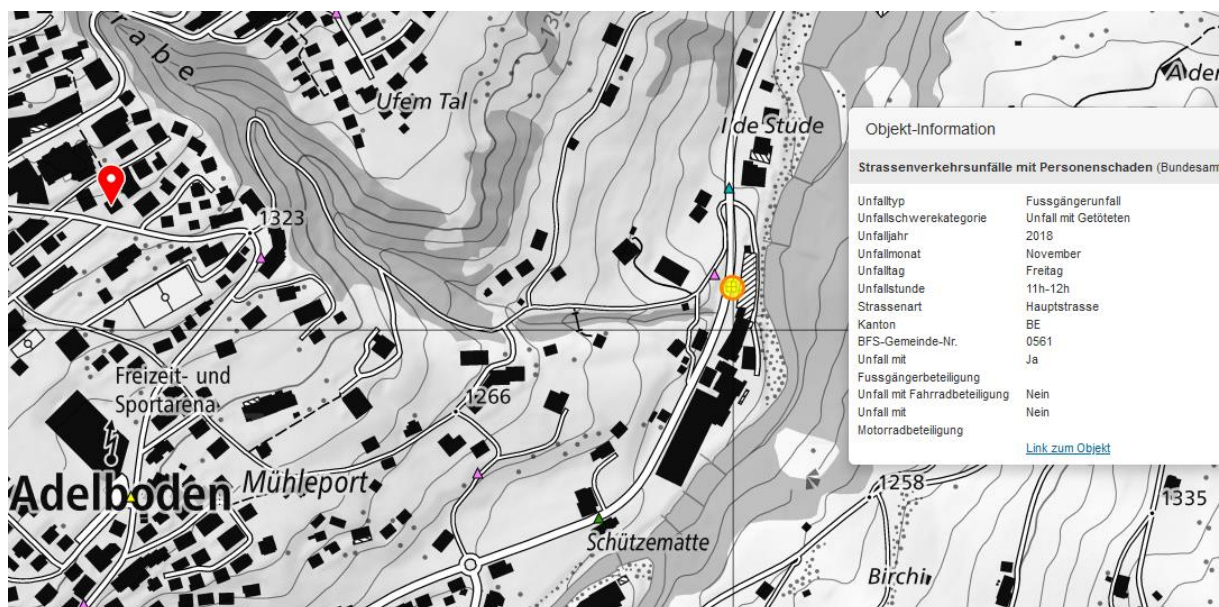 rabe
130
Ufem Tal
I de Stude
1323
Freizeit- und
Sportarena
1266
Adelboden
Mühleport
Schützematte
1258
1335
Birchi
Objekt-Information
Strassenverkehrsunfälle mit Personenschaden (Bundesamt
Unfalltyp Fussgängerunfall
Unfallschwerekategorie Unfall mit Getöteten
Unfalljahr 2018
Unfallmonat November
Unfalltag Freitag
Unfallstunde 11h-12h
Strassenart Hauptstrasse
Kanton BE
BFS-Gemeinde-Nr. 0561
Unfall mit Ja
Fussgängerbeteiligung
Unfall mit Fahrradbeteiligung Nein
Unfall mit Nein
Motorradbeteiligung
Link zum Objekt